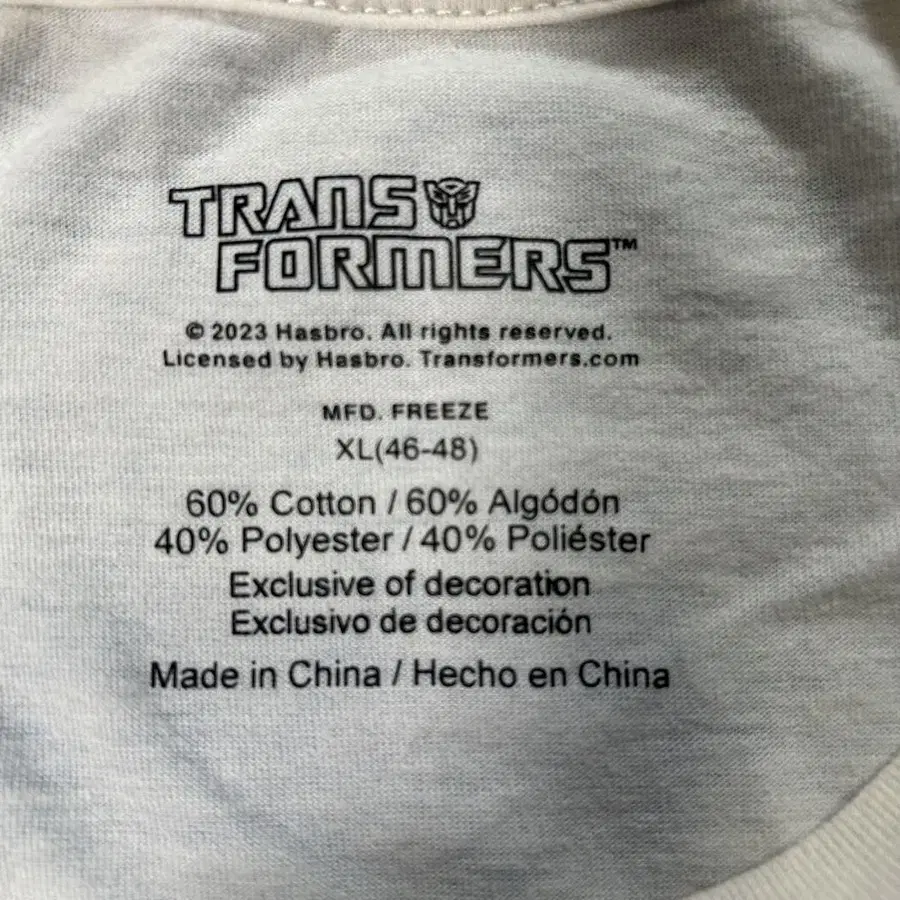 TRANS
FORMERS™
© 2023 Hasbro. All rights reserved.
Licensed by Hasbro. Transformers.com
MFD. FREEZE
XL(46-48)
60% Cotton / 60% Algódón
40% Polyester / 40% Poliéster
Exclusive of decoration
Exclusivo de decoración
Made in China / Hecho en China